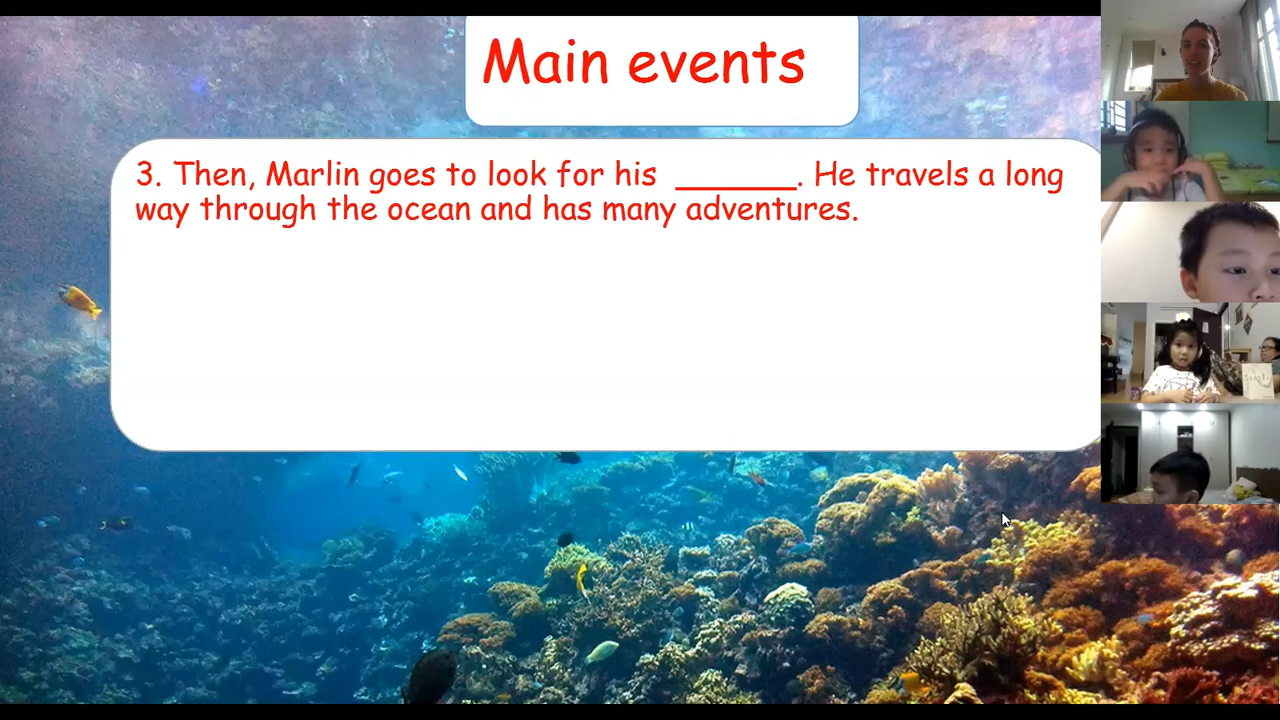 Main events
3. Then, Marlin goes to look for his ______. He travels a long
way through the ocean and has many adventures.